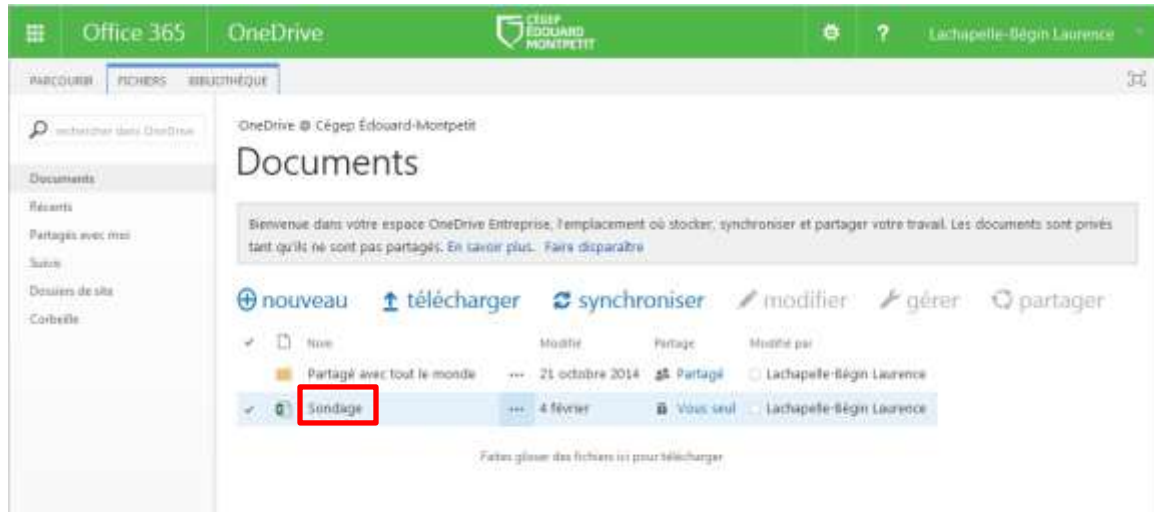 Office 365 OneDrive CÉGEP ÉDOUARD MONTPETIT ? Lachapelle-Bégin Laurence
PARCOURIR FICHIERS BIBLIOTHÈQUE
rechercher dans OneDrive
OneDrive @ Cégep Édouard-Montpetit
Documents
Documents
Récents
Partagés avec moi
Suivis
Dossiers de site
Corbeille
Bienvenue dans votre espace OneDrive Entreprise, l'emplacement où stocker, synchroniser et partager votre travail. Les documents sont privés
tant qu'ils ne sont pas partagés. En savoir plus. Faire disparaître
nouveau télécharger synchroniser modifier gérer partager
Nom Modifié Partage Modifié par
Partagé avec tout le monde ... 21 octobre 2014 Partagé Lachapelle-Bégin Laurence
Sondage ... 4 février Vous seul Lachapelle-Bégin Laurence
Faites glisser des fichiers ici pour télécharger